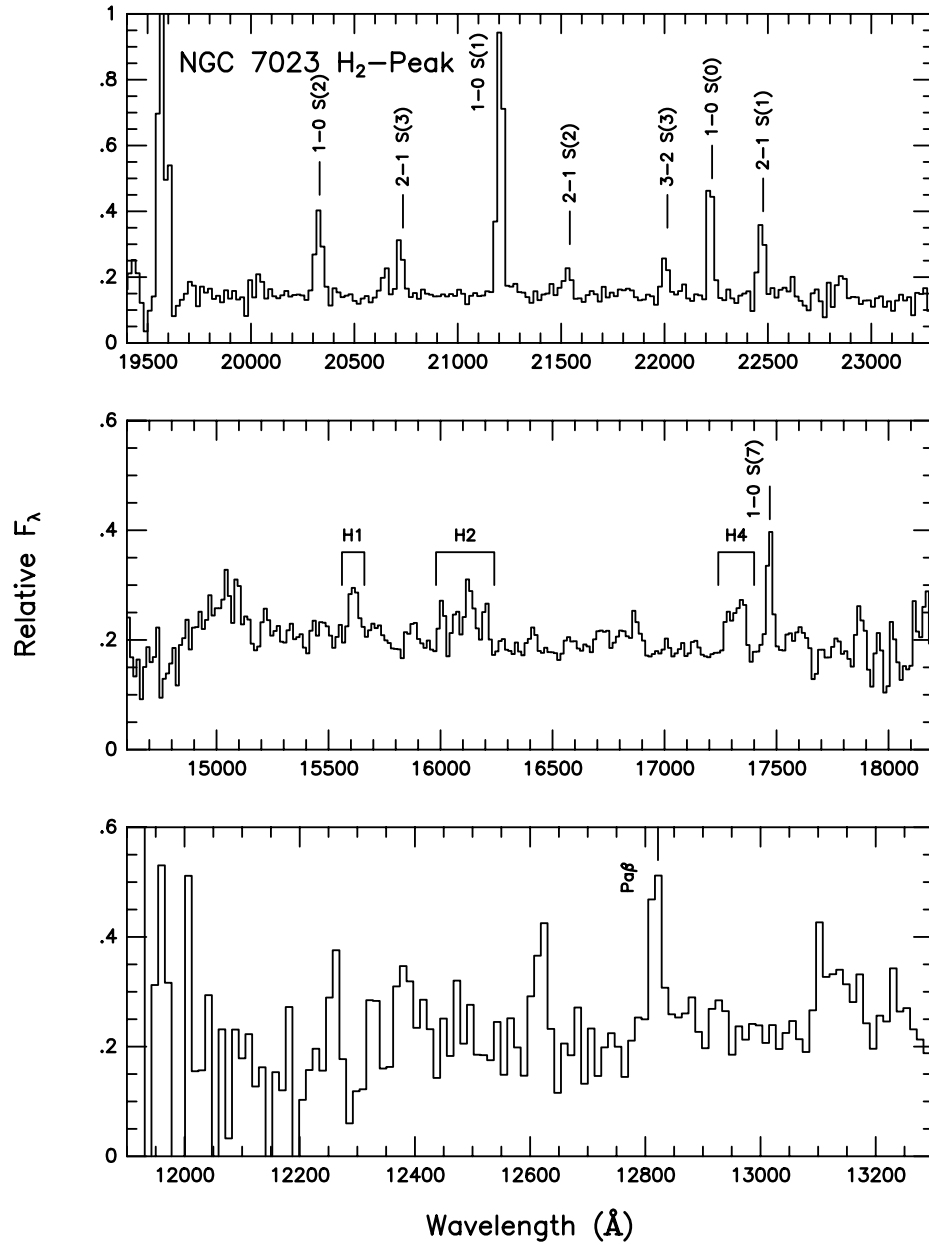 NGC 7023 H₂–Peak
1–0 S(2)
2–1 S(3)
1–0 S(1)
2–1 S(2)
3–2 S(3)
1–0 S(0)
2–1 S(1)
1
.8
.6
.4
.2
0
19500 20000 20500 21000 21500 22000 22500 23000
H1
H2
H4
1–0 S(7)
.6
.4
.2
0
15000 15500 16000 16500 17000 17500 18000
Relative Fλ
Paβ
.6
.4
.2
0
12000 12200 12400 12600 12800 13000 13200
Wavelength (Å)